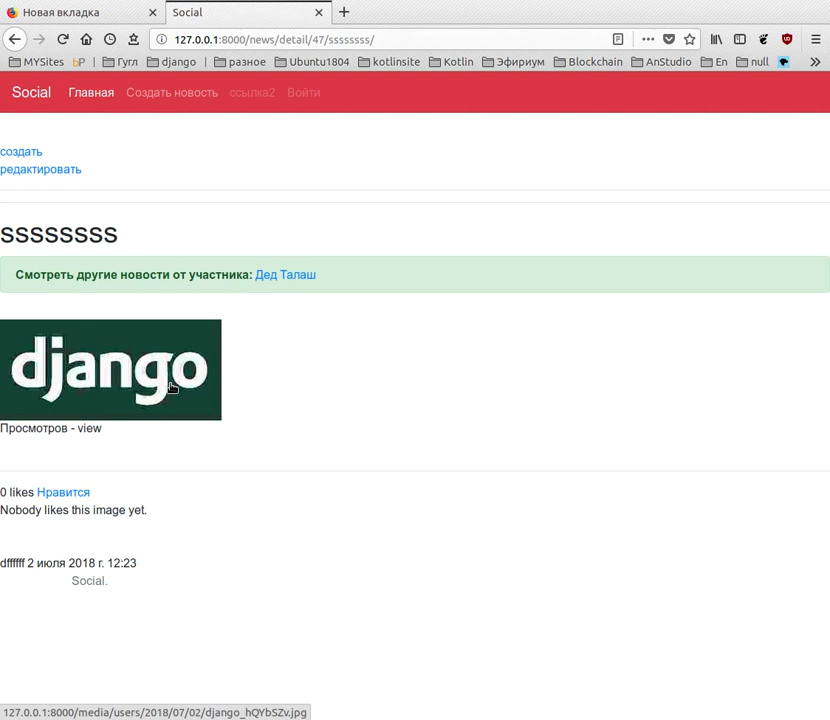 Новая вкладка
Social
127.0.0.1:8000/news/detail/47/ssssssss/
MYSites bP Гугл django разное Ubuntu1804 kotlinsite Kotlin Эфириум Blockchain AnStudio En null
Social Главная Создать новость ссылка2 Войти
создать
редактировать
ssssssss
Смотреть другие новости от участника: Дед Талаш
django
Просмотров - view
0 likes Нравится
Nobody likes this image yet.
dffffff 2 июля 2018 г. 12:23
Social.
127.0.0.1:8000/media/users/2018/07/02/django_hQYbSZv.jpg